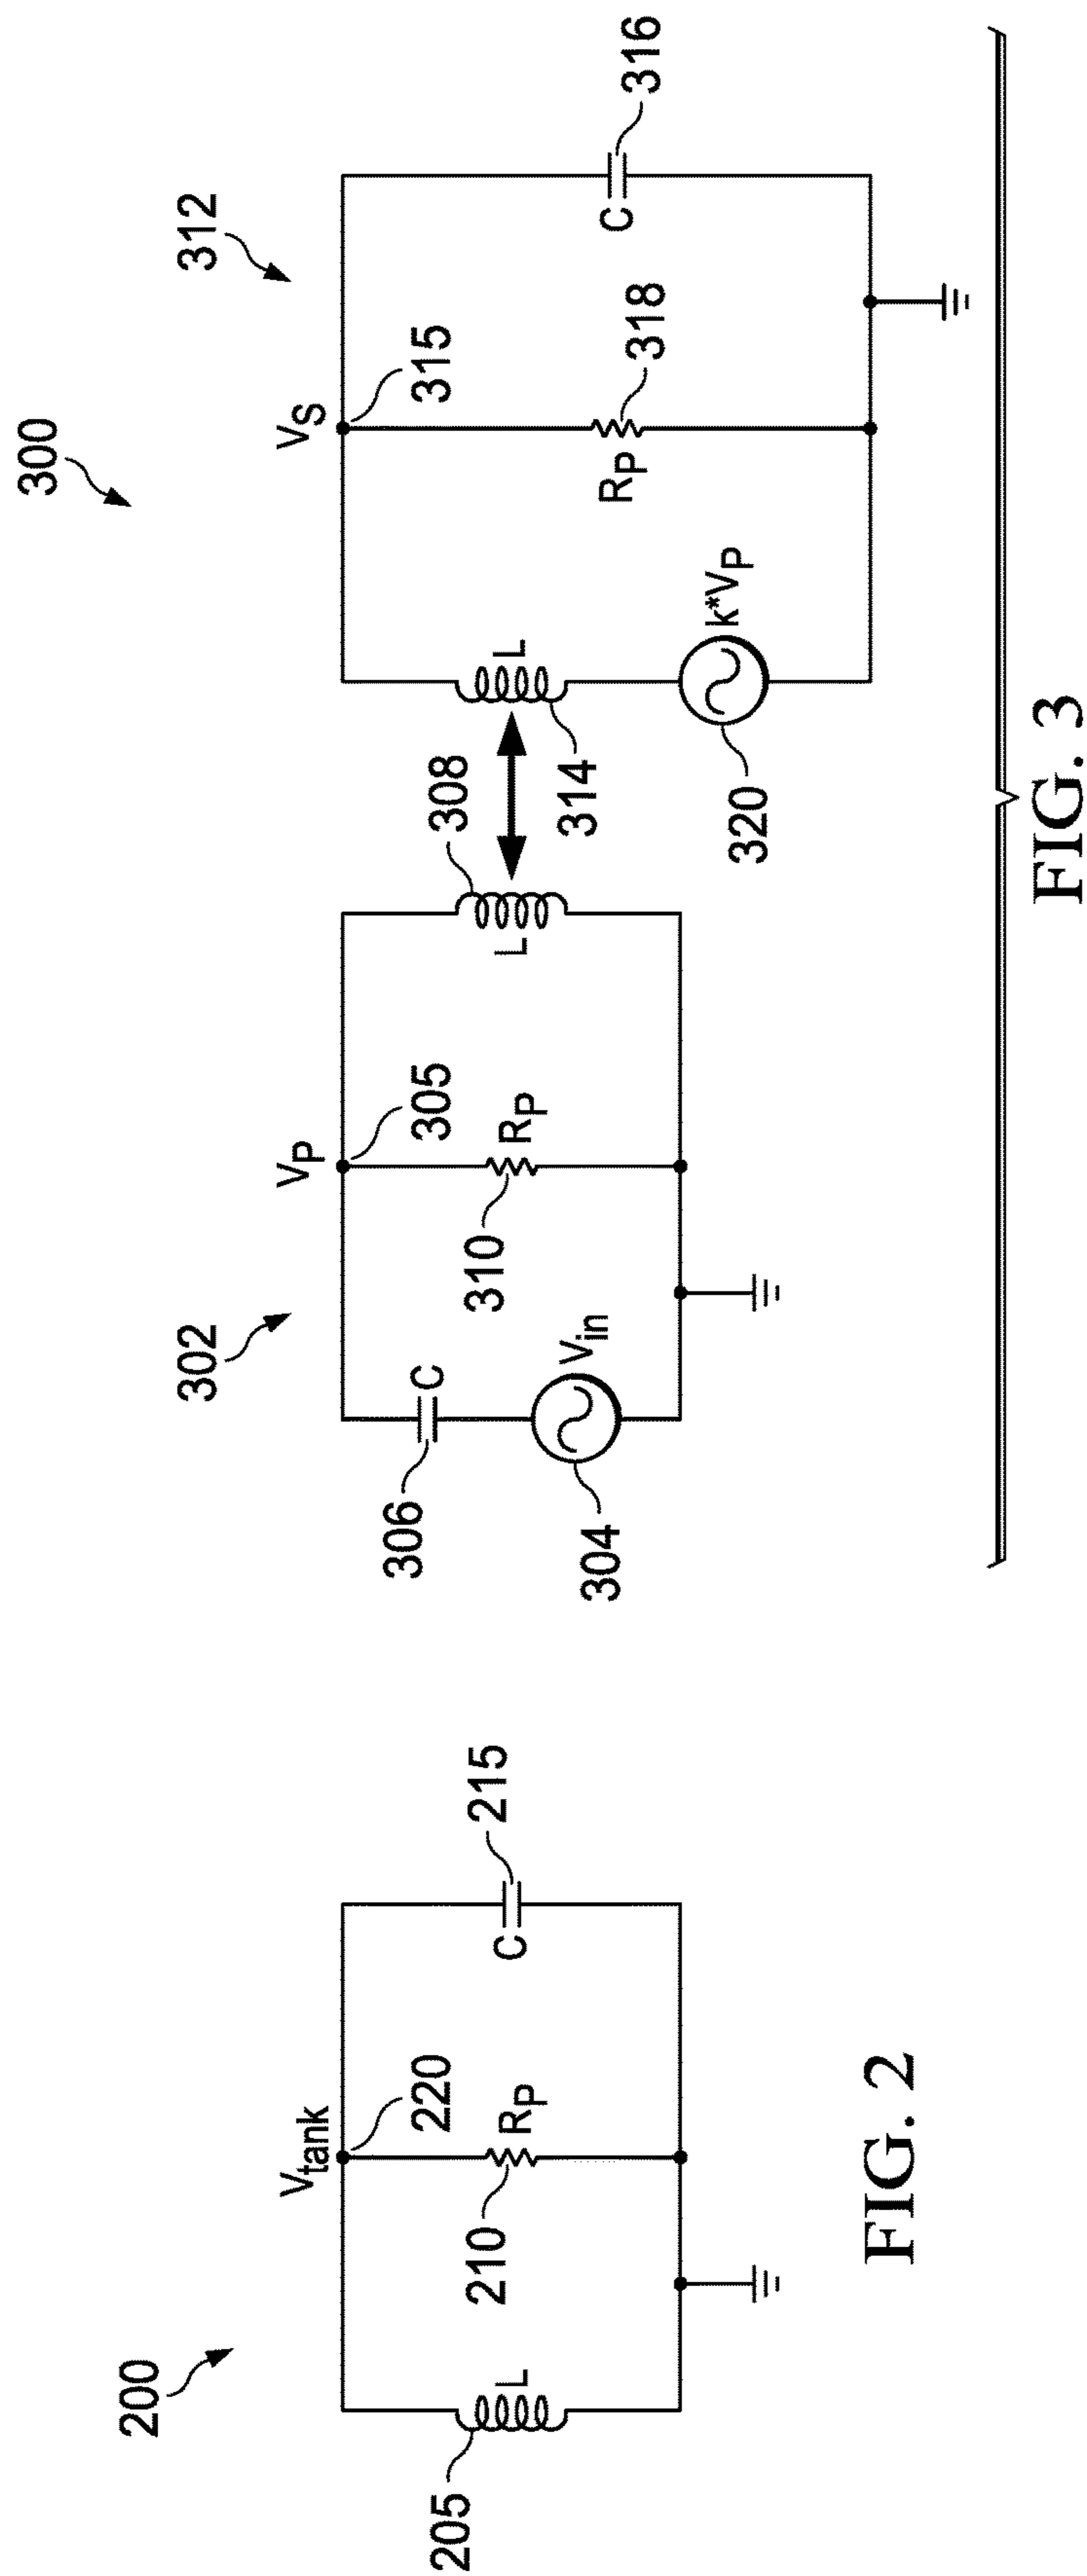 200
V_tank
220
205
L
210
R_P
C
215
FIG. 2
300
302
V_P
305
306
C
V_in
304
310
R_P
308
L
312
V_S
315
314
L
k*V_P
320
318
R_P
C
316
FIG. 3